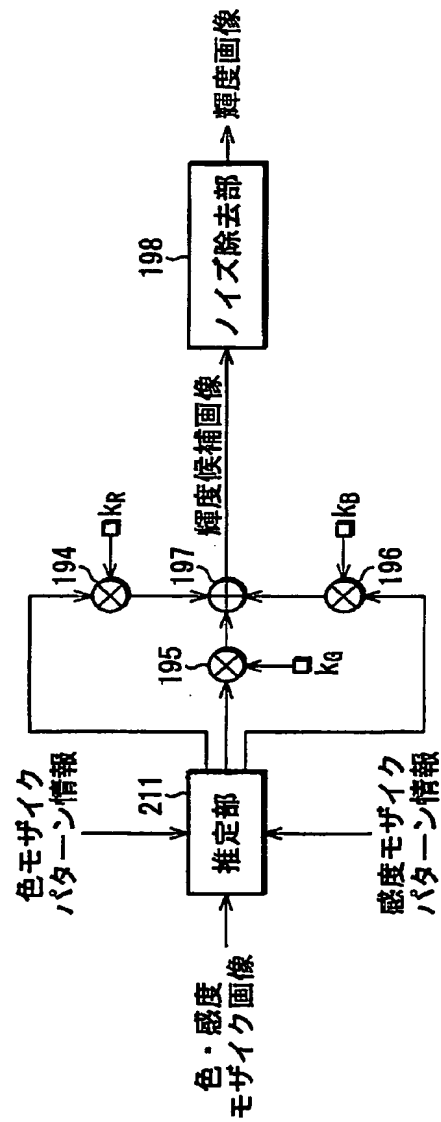 色モザイク
パターン情報
色・感度
モザイク画像
211
推定部
感度モザイク
パターン情報
194
kR
195
kG
196
kB
197
輝度候補画像
198
ノイズ除去部
輝度画像